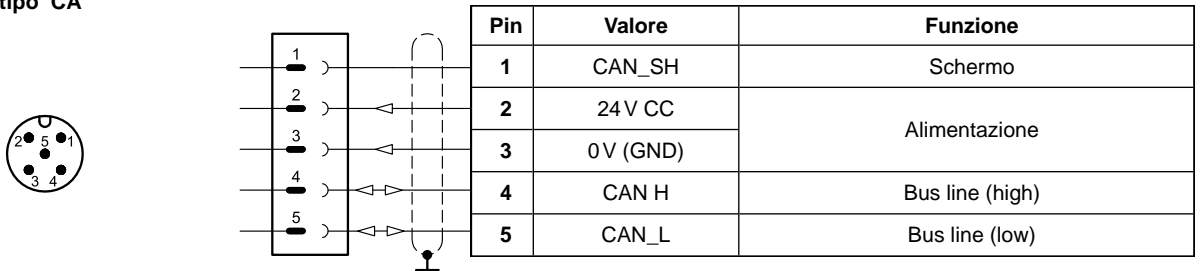 tipo CA
Pin Valore Funzione
1 1 CAN_SH Schermo
2 2 24 V CC Alimentazione
3 3 0 V (GND)
4 4 CAN H Bus line (high)
5 5 CAN_L Bus line (low)
2 5 1
3 4